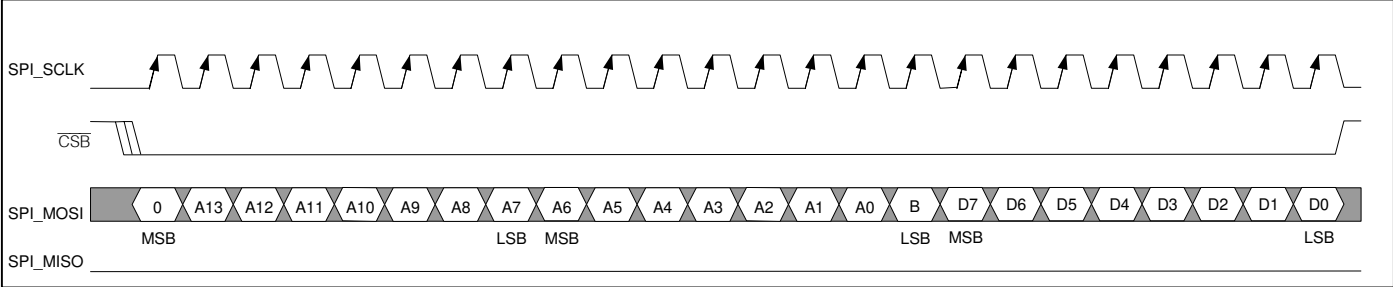 SPI_SCLK
CSB
SPI_MOSI 0 A13 A12 A11 A10 A9 A8 A7 A6 A5 A4 A3 A2 A1 A0 B D7 D6 D5 D4 D3 D2 D1 D0
MSB LSB MSB LSB MSB LSB
SPI_MISO